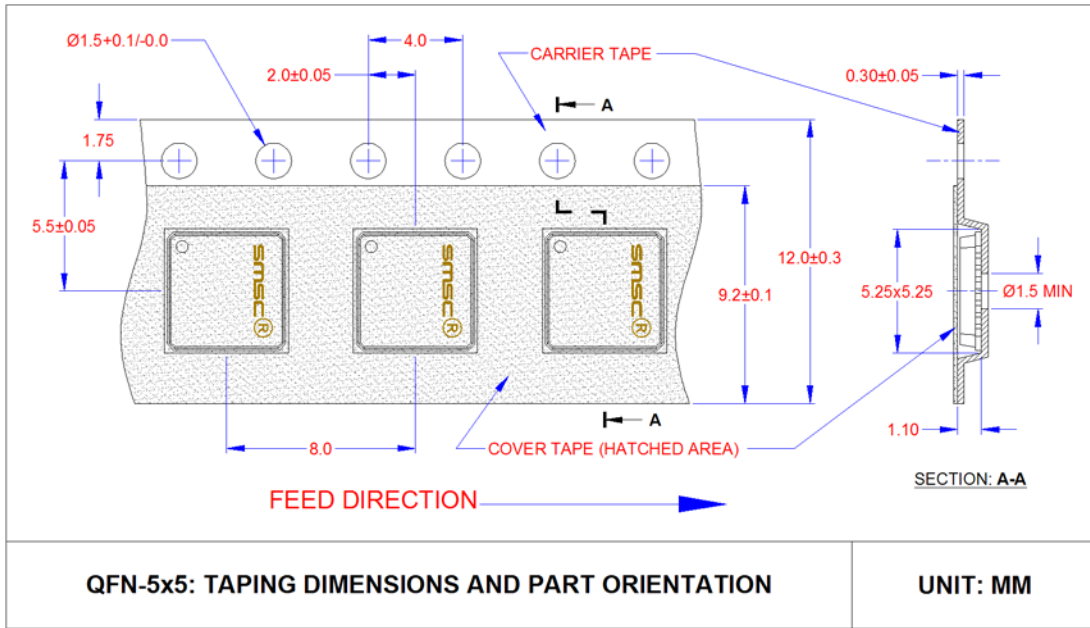 Ø1.5+0.1/-0.0
4.0
CARRIER TAPE
0.30±0.05
2.0±0.05
A
1.75
5.5±0.05
12.0±0.3
9.2±0.1
5.25x5.25
Ø1.5 MIN
smsc®
smsc®
smsc®
A
8.0
COVER TAPE (HATCHED AREA)
1.10
SECTION: A-A
FEED DIRECTION
QFN-5x5: TAPING DIMENSIONS AND PART ORIENTATION
UNIT: MM